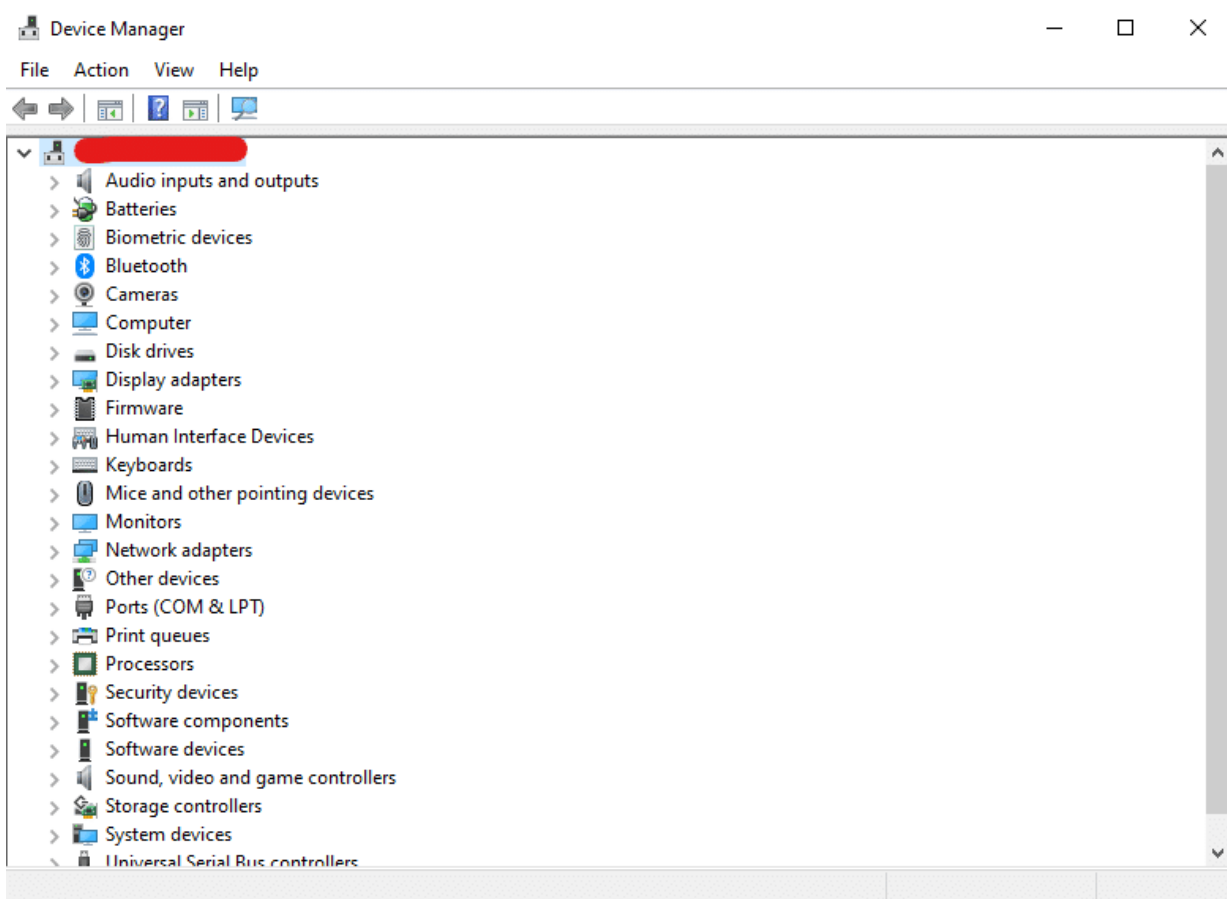 Device Manager
File Action View Help
Audio inputs and outputs
Batteries
Biometric devices
Bluetooth
Cameras
Computer
Disk drives
Display adapters
Firmware
Human Interface Devices
Keyboards
Mice and other pointing devices
Monitors
Network adapters
Other devices
Ports (COM & LPT)
Print queues
Processors
Security devices
Software components
Software devices
Sound, video and game controllers
Storage controllers
System devices
Universal Serial Bus controllers